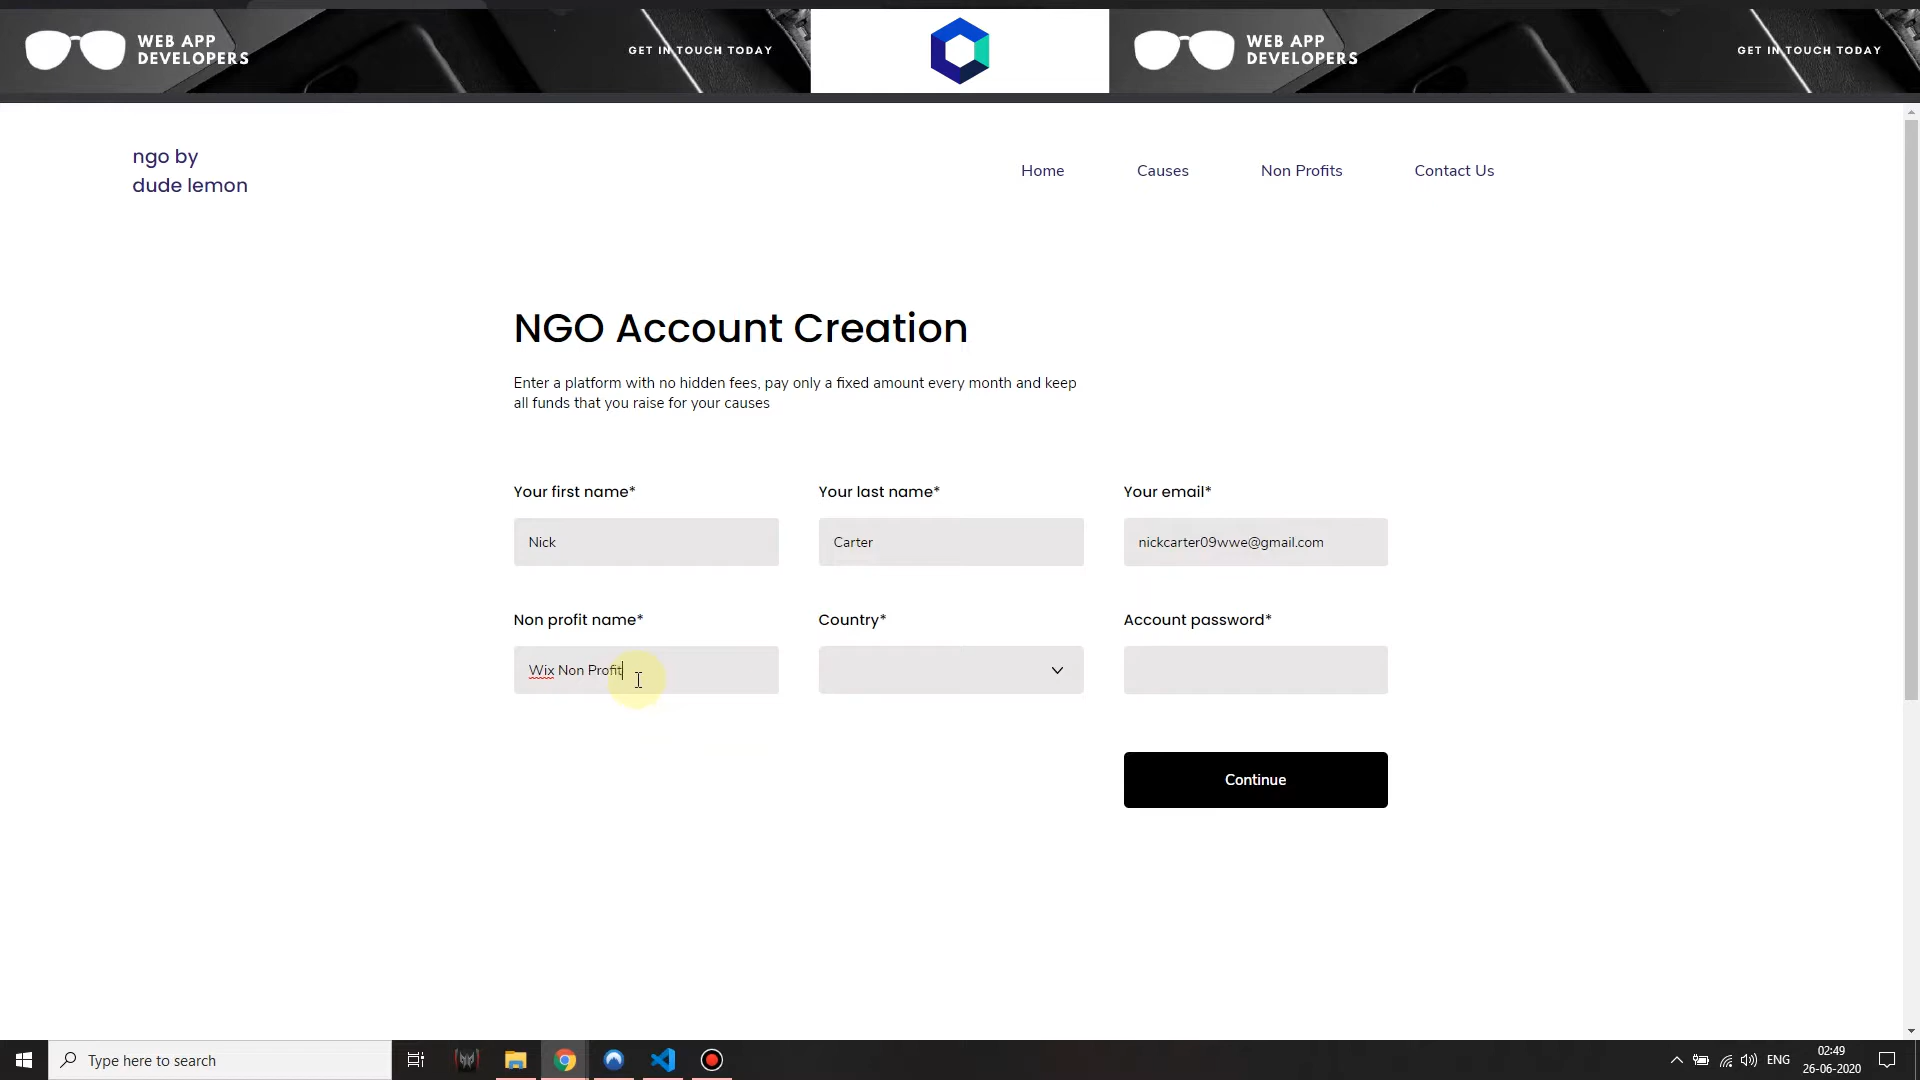 WEB APP
DEVELOPERS
GET IN TOUCH TODAY
WEB APP
DEVELOPERS
GET IN TOUCH TODAY
ngo by
dude lemon
Home
Causes
Non Profits
Contact Us
NGO Account Creation
Enter a platform with no hidden fees, pay only a fixed amount every month and keep
all funds that you raise for your causes
Your first name*
Your last name*
Your email*
Nick
Carter
nickcarter09wwe@gmail.com
Non profit name*
Country*
Account password*
Wix Non Profit
Continue
Type here to search
ENG
02:49
26-06-2020